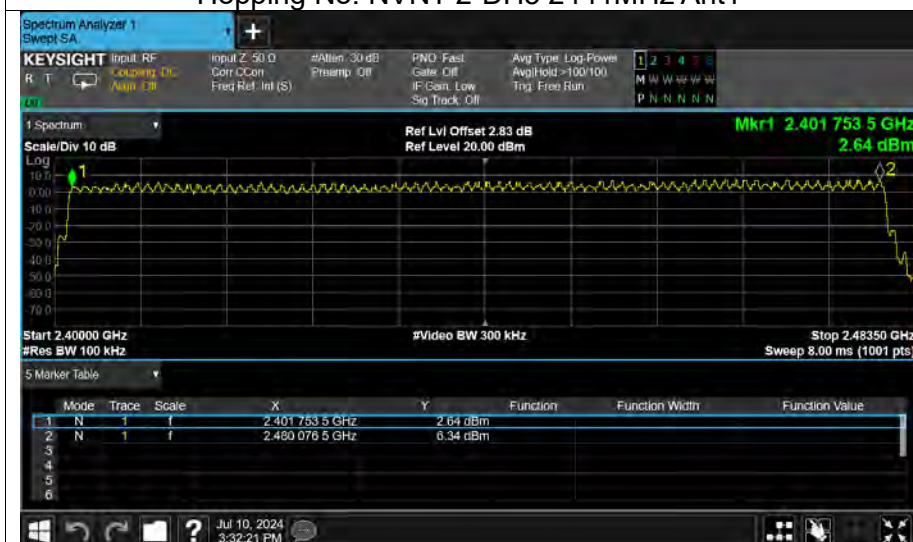 Hopping No. NVNT 2-DH3 2441MHz Ant1
Spectrum Analyzer 1
Swept SA
+
KEYSIGHT
R T
Input: RF
Coupling: DC
Align: Off
Input Z: 50 Ω
Corr CCorr
Freq Ref: Int (S)
#Atten: 30 dB
Preamp: Off
PNO: Fast
Gate: Off
IF Gain: Low
Sig Track: Off
Avg Type: Log-Power
Avg|Hold:>100/100
Trig: Free Run
1 2 3 4 5 6
M W W W W W
P N N N N N
1 Spectrum
Scale/Div 10 dB
Ref Lvl Offset 2.83 dB
Ref Level 20.00 dBm
Mkr1 2.401 753 5 GHz
2.64 dBm
Log
10.0
0.00
-10.0
-20.0
-30.0
-40.0
-50.0
-60.0
-70.0
1
2
Start 2.40000 GHz
#Res BW 100 kHz
#Video BW 300 kHz
Stop 2.48350 GHz
Sweep 8.00 ms (1001 pts)
5 Marker Table
Mode Trace Scale X Y Function Function Width Function Value
1 N 1 f 2.401 753 5 GHz 2.64 dBm
2 N 1 f 2.480 076 5 GHz 6.34 dBm
3
4
5
6
?
Jul 10, 2024
3:32:21 PM